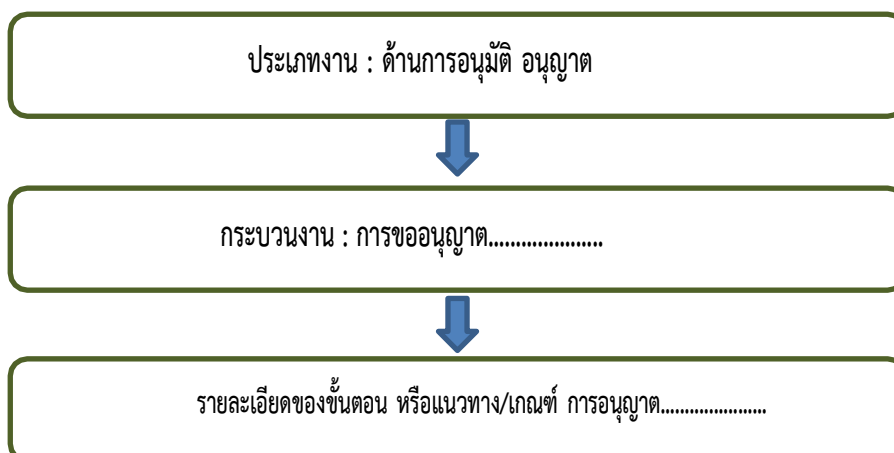 ประเภทงาน : ด้านการอนุมัติ อนุญาต
กระบวนงาน : การขออนุญาต.....................
รายละเอียดของขั้นตอน หรือแนวทาง/เกณฑ์ การอนุญาต......................